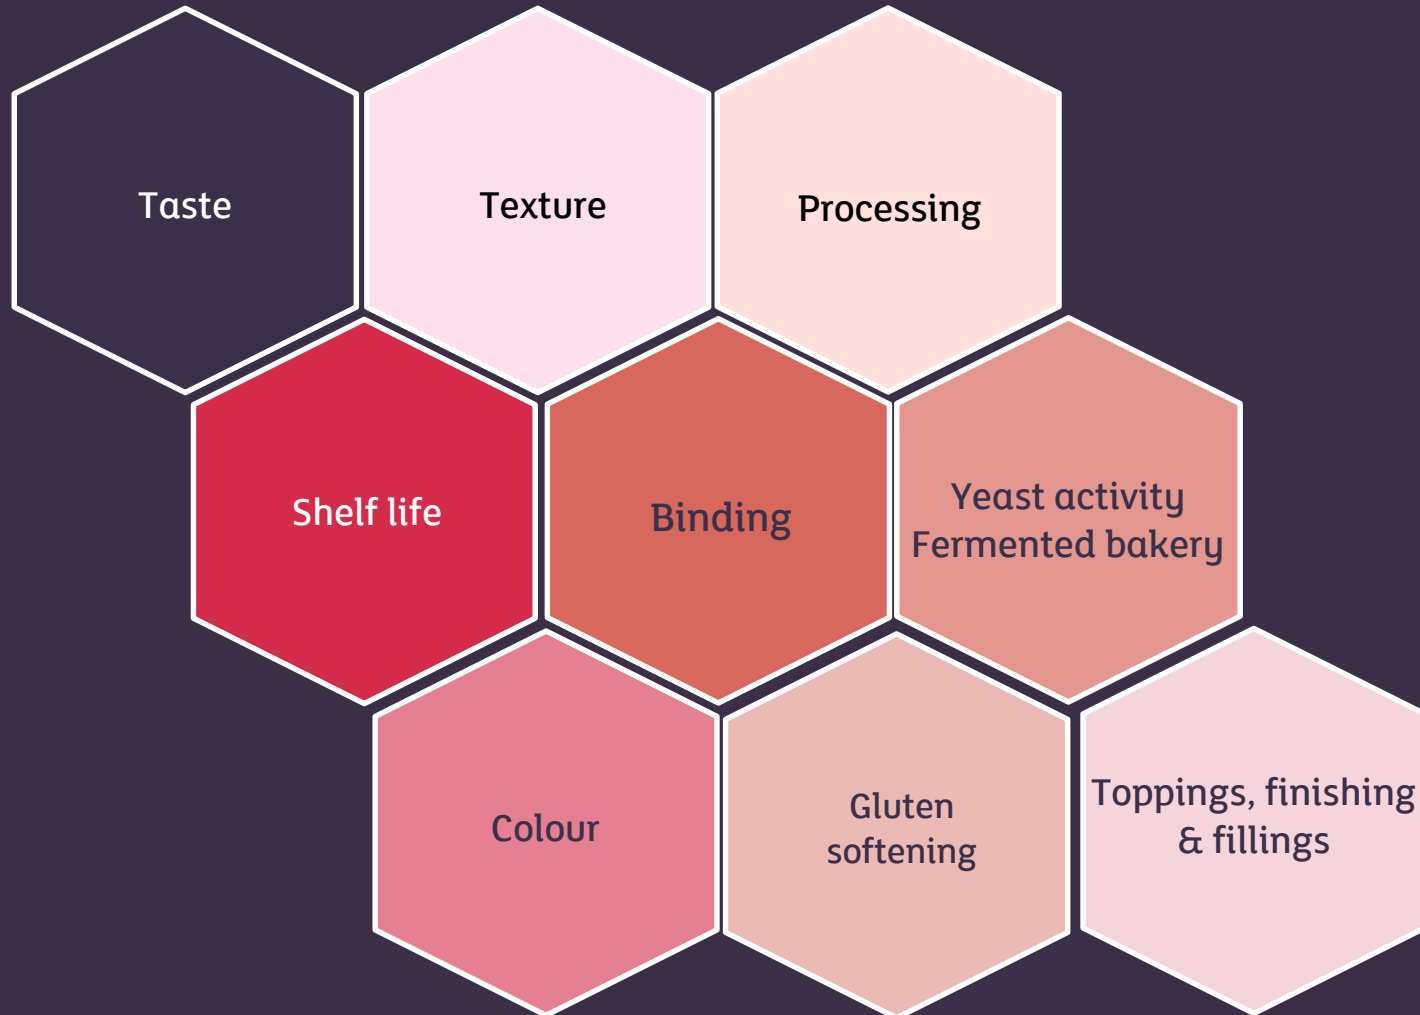 Taste
Texture
Processing
Shelf life
Binding
Yeast activity
Fermented bakery
Colour
Gluten
softening
Toppings, finishing
& fillings